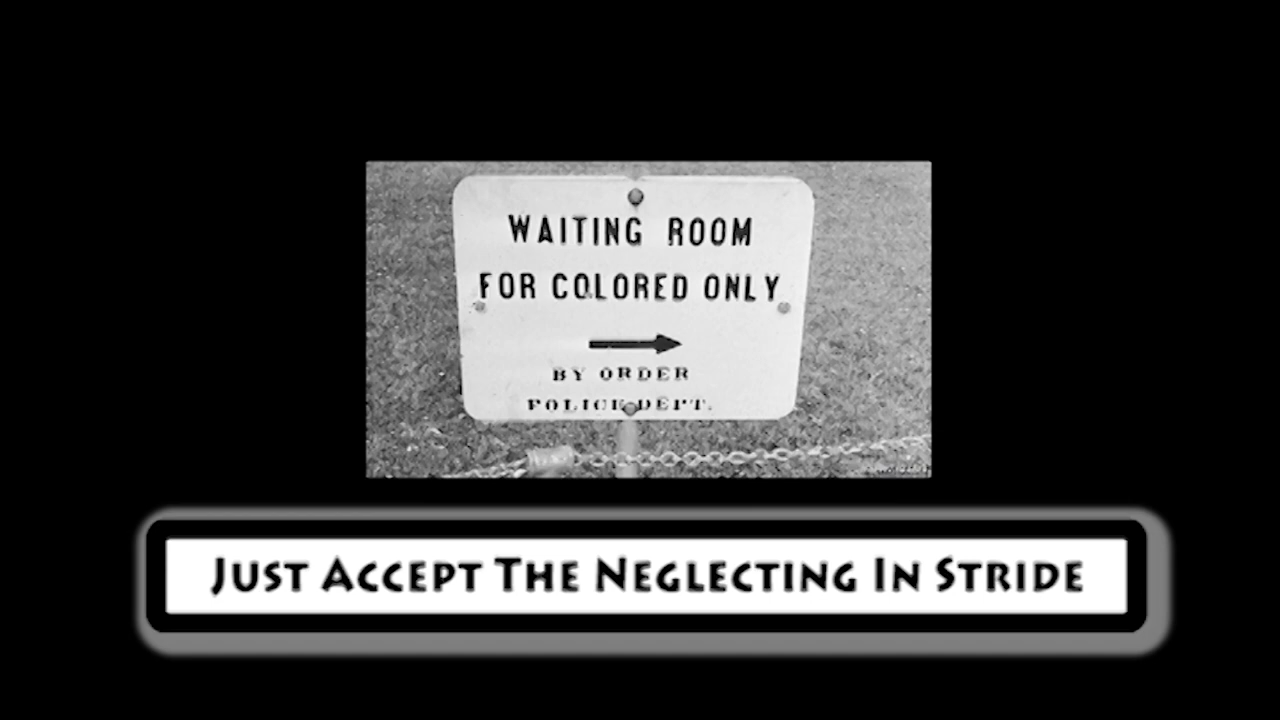 WAITING ROOM
FOR COLORED ONLY
BY ORDER
POLICE DEPT.
JUST ACCEPT THE NEGLECTING IN STRIDE